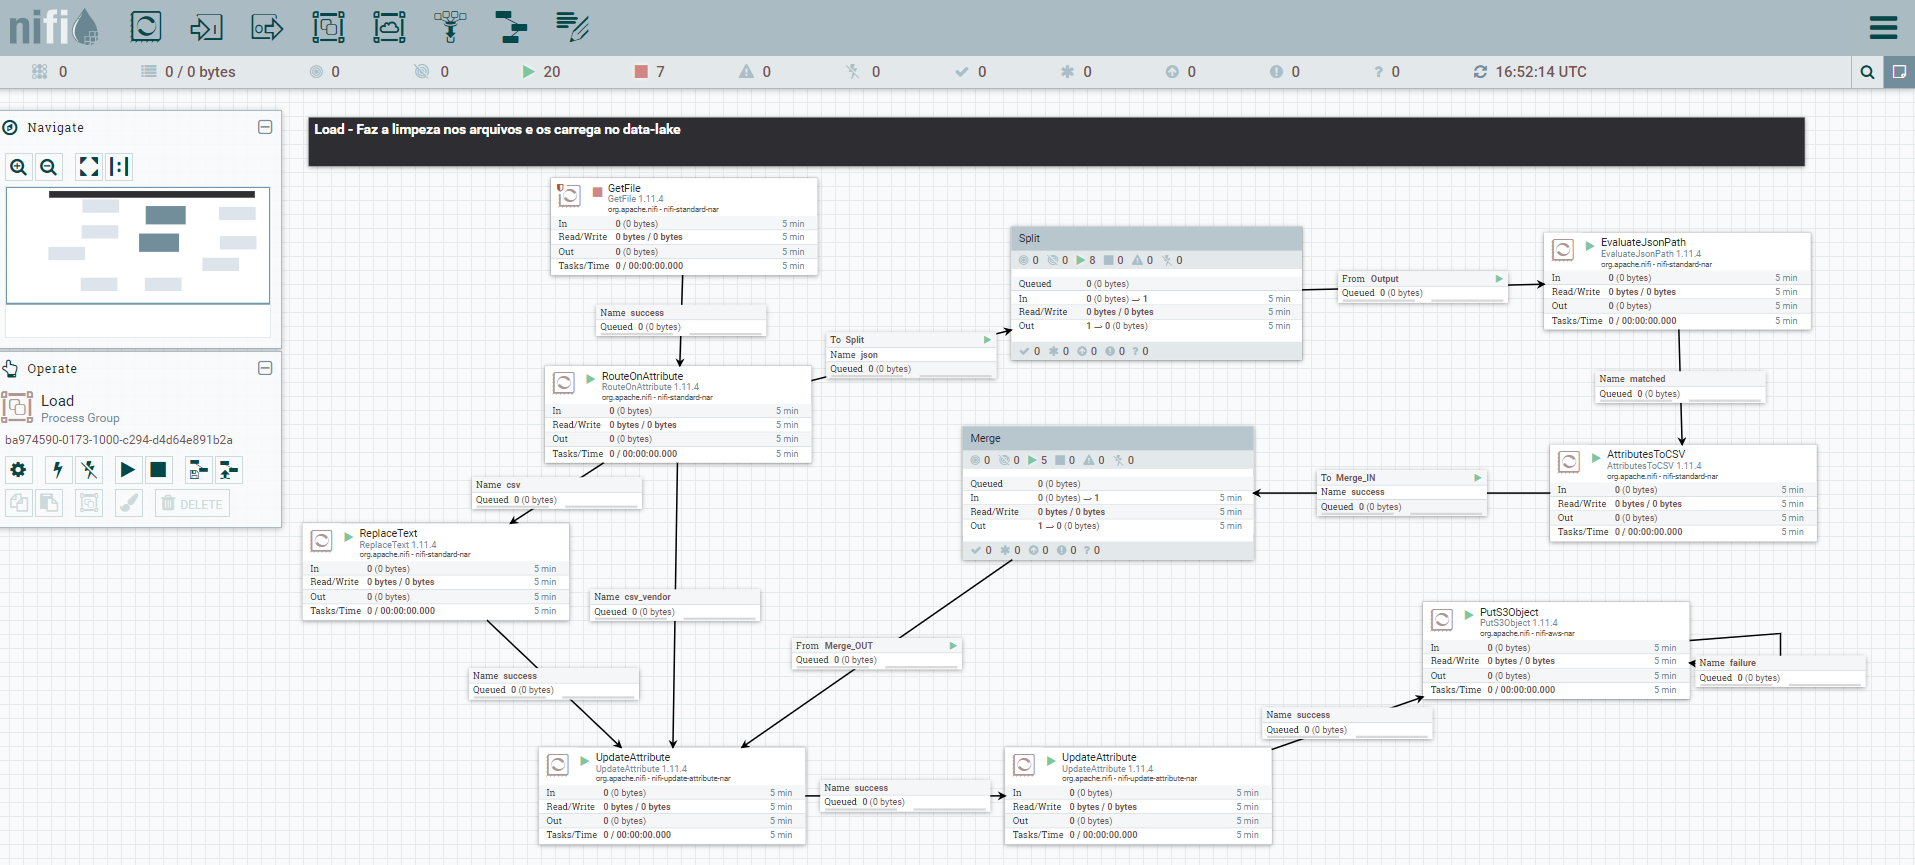 nifi
0 0 / 0 bytes 0 0 20 7 0 0 0 0 0 0 ? 0 16:52:14 UTC
Navigate
Operate
Load
Process Group
ba974590-0173-1000-c294-d4d64e891b2a
DELETE
Load - Faz a limpeza nos arquivos e os carrega no data-lake
GetFile
GetFile 1.11.4
org.apache.nifi - nifi-standard-nar
In 0 (0 bytes) 5 min
Read/Write 0 bytes / 0 bytes 5 min
Out 0 (0 bytes) 5 min
Tasks/Time 0 / 00:00:00.000 5 min
Name success
Queued 0 (0 bytes)
RouteOnAttribute
RouteOnAttribute 1.11.4
org.apache.nifi - nifi-standard-nar
In 0 (0 bytes) 5 min
Read/Write 0 bytes / 0 bytes 5 min
Out 0 (0 bytes) 5 min
Tasks/Time 0 / 00:00:00.000 5 min
To Split
Name json
Queued 0 (0 bytes)
Split
0 0 8 0 0 0
Queued 0 (0 bytes)
In 0 (0 bytes) → 1 5 min
Read/Write 0 bytes / 0 bytes 5 min
Out 1 → 0 (0 bytes) 5 min
0 0 0 0 ? 0
From Output
Queued 0 (0 bytes)
EvaluateJsonPath
EvaluateJsonPath 1.11.4
org.apache.nifi - nifi-standard-nar
In 0 (0 bytes) 5 min
Read/Write 0 bytes / 0 bytes 5 min
Out 0 (0 bytes) 5 min
Tasks/Time 0 / 00:00:00.000 5 min
Name matched
Queued 0 (0 bytes)
AttributesToCSV
AttributesToCSV 1.11.4
org.apache.nifi - nifi-standard-nar
In 0 (0 bytes) 5 min
Read/Write 0 bytes / 0 bytes 5 min
Out 0 (0 bytes) 5 min
Tasks/Time 0 / 00:00:00.000 5 min
To Merge_IN
Name success
Queued 0 (0 bytes)
Merge
0 0 5 0 0 0
Queued 0 (0 bytes)
In 0 (0 bytes) → 1 5 min
Read/Write 0 bytes / 0 bytes 5 min
Out 1 → 0 (0 bytes) 5 min
0 0 0 0 ? 0
Name csv
Queued 0 (0 bytes)
ReplaceText
ReplaceText 1.11.4
org.apache.nifi - nifi-standard-nar
In 0 (0 bytes) 5 min
Read/Write 0 bytes / 0 bytes 5 min
Out 0 (0 bytes) 5 min
Tasks/Time 0 / 00:00:00.000 5 min
Name csv_vendor
Queued 0 (0 bytes)
Name success
Queued 0 (0 bytes)
From Merge_OUT
Queued 0 (0 bytes)
UpdateAttribute
UpdateAttribute 1.11.4
org.apache.nifi - nifi-update-attribute-nar
In 0 (0 bytes) 5 min
Read/Write 0 bytes / 0 bytes 5 min
Out 0 (0 bytes) 5 min
Tasks/Time 0 / 00:00:00.000 5 min
Name success
Queued 0 (0 bytes)
UpdateAttribute
UpdateAttribute 1.11.4
org.apache.nifi - nifi-update-attribute-nar
In 0 (0 bytes) 5 min
Read/Write 0 bytes / 0 bytes 5 min
Out 0 (0 bytes) 5 min
Tasks/Time 0 / 00:00:00.000 5 min
Name success
Queued 0 (0 bytes)
PutS3Object
PutS3Object 1.11.4
org.apache.nifi - nifi-aws-nar
In 0 (0 bytes) 5 min
Read/Write 0 bytes / 0 bytes 5 min
Out 0 (0 bytes) 5 min
Tasks/Time 0 / 00:00:00.000 5 min
Name failure
Queued 0 (0 bytes)